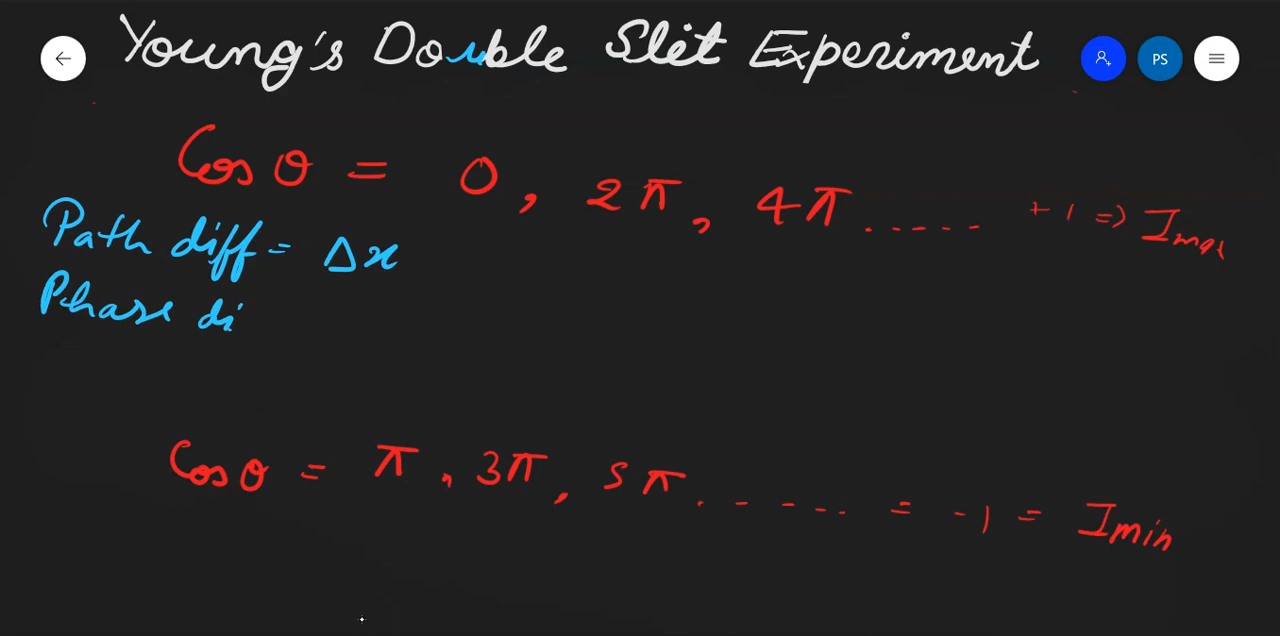 Young's Double Slit Experiment
PS
Cos θ = 0, 2π, 4π ...... +1 => Imax
Path diff = Δx
Phase di
Cos θ = π, 3π, 5π ....... = -1 = Imin